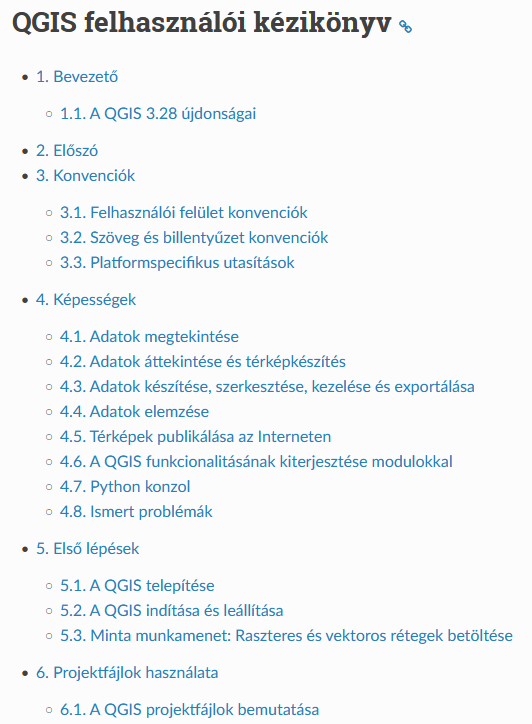 QGIS felhasználói kézikönyv
1. Bevezető
1.1. A QGIS 3.28 újdonságai
2. Előszó
3. Konvenciók
3.1. Felhasználói felület konvenciók
3.2. Szöveg és billentyűzet konvenciók
3.3. Platformspecifikus utasítások
4. Képességek
4.1. Adatok megtekintése
4.2. Adatok áttekintése és térképkészítés
4.3. Adatok készítése, szerkesztése, kezelése és exportálása
4.4. Adatok elemzése
4.5. Térképek publikálása az Interneten
4.6. A QGIS funkcionalitásának kiterjesztése modulokkal
4.7. Python konzol
4.8. Ismert problémák
5. Első lépések
5.1. A QGIS telepítése
5.2. A QGIS indítása és leállítása
5.3. Minta munkamenet: Raszteres és vektoros rétegek betöltése
6. Projektfájlok használata
6.1. A QGIS projektfájlok bemutatása